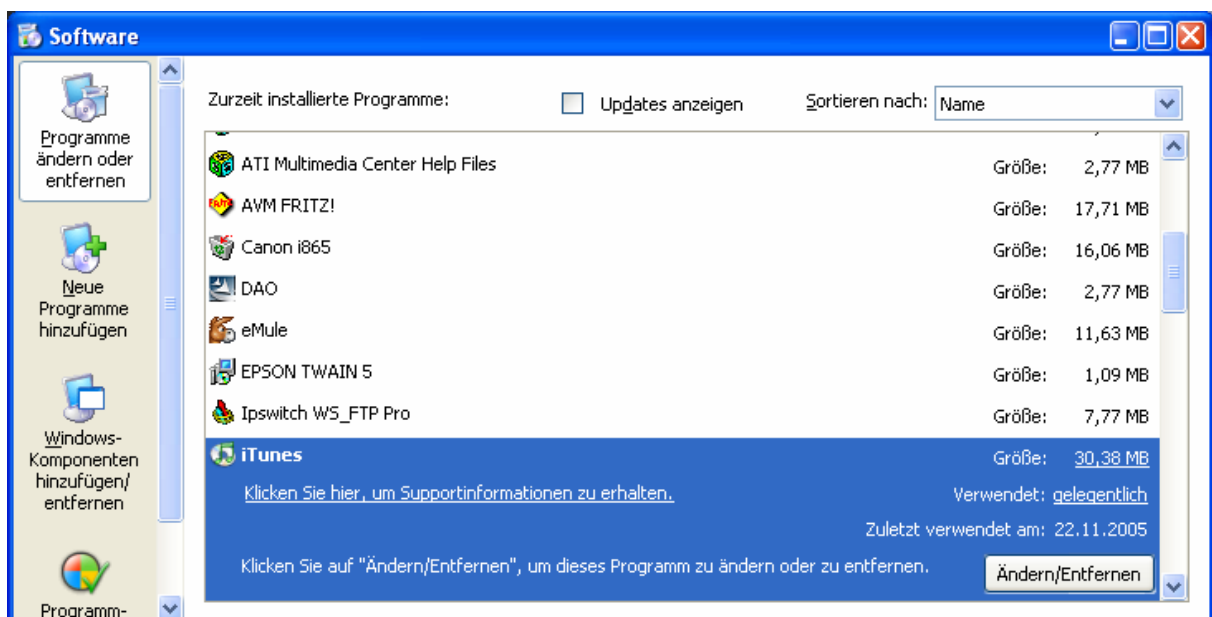 Software
Programme
ändern oder
entfernen
Neue
Programme
hinzufügen
Windows-
Komponenten
hinzufügen/
entfernen
Programm-
Zurzeit installierte Programme:
Updates anzeigen
Sortieren nach: Name
ATI Multimedia Center Help Files Größe: 2,77 MB
AVM FRITZ! Größe: 17,71 MB
Canon i865 Größe: 16,06 MB
DAO Größe: 2,77 MB
eMule Größe: 11,63 MB
EPSON TWAIN 5 Größe: 1,09 MB
Ipswitch WS_FTP Pro Größe: 7,77 MB
iTunes Größe: 30,38 MB
Klicken Sie hier, um Supportinformationen zu erhalten. Verwendet: gelegentlich
Zuletzt verwendet am: 22.11.2005
Klicken Sie auf "Ändern/Entfernen", um dieses Programm zu ändern oder zu entfernen. Ändern/Entfernen